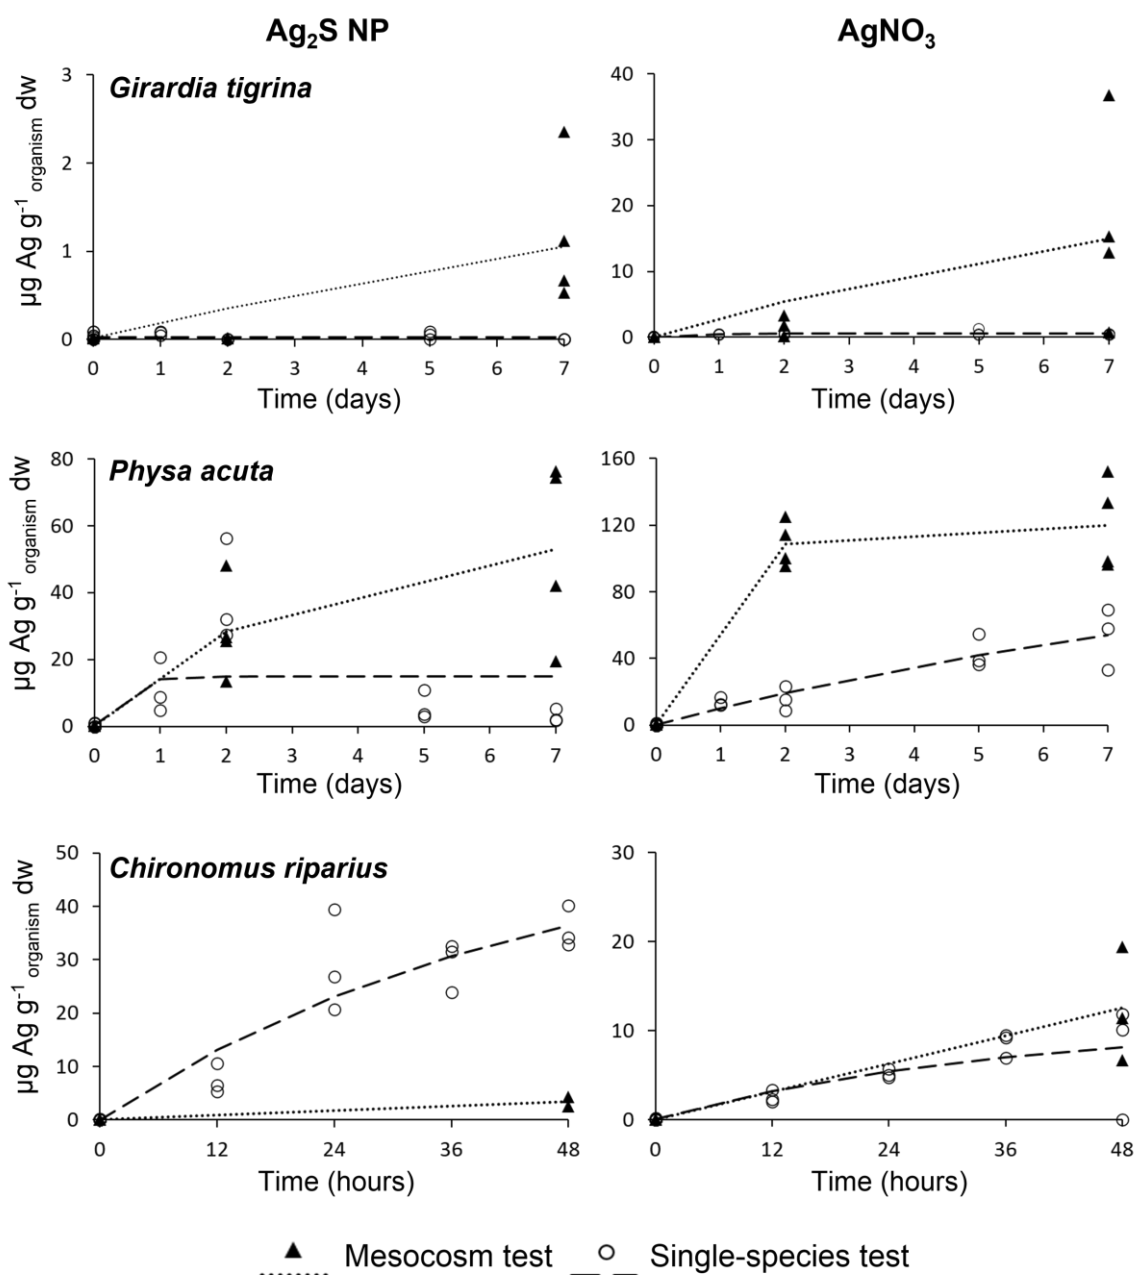 Ag2S NP AgNO3
Girardia tigrina
µg Ag g-1 organism dw
3
2
1
0
0 1 2 3 4 5 6 7
Time (days)
40
30
20
10
0
0 1 2 3 4 5 6 7
Time (days)
Physa acuta
µg Ag g-1 organism dw
80
60
40
20
0
0 1 2 3 4 5 6 7
Time (days)
160
120
80
40
0
0 1 2 3 4 5 6 7
Time (days)
Chironomus riparius
µg Ag g-1 organism dw
50
40
30
20
10
0
0 12 24 36 48
Time (hours)
30
20
10
0
0 12 24 36 48
Time (hours)
Mesocosm test Single-species test